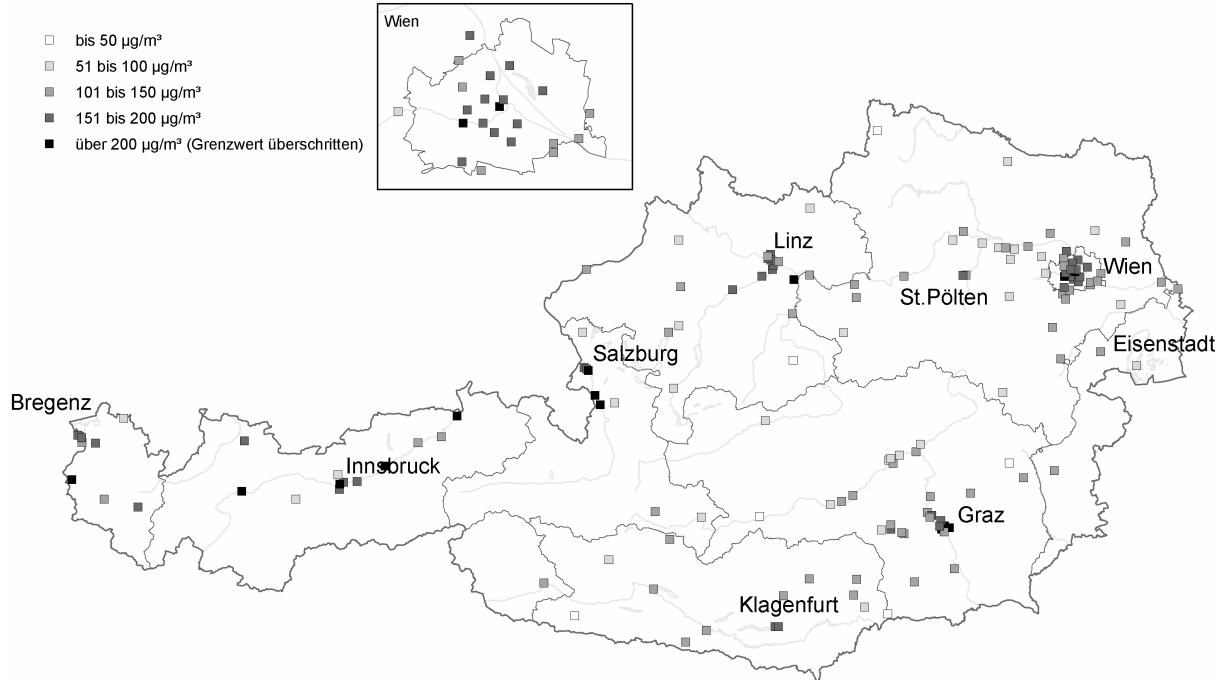 bis 50 µg/m³
51 bis 100 µg/m³
101 bis 150 µg/m³
151 bis 200 µg/m³
über 200 µg/m³ (Grenzwert überschritten)
Wien
Linz
Wien
St.Pölten
Eisenstadt
Salzburg
Bregenz
Innsbruck
Graz
Klagenfurt